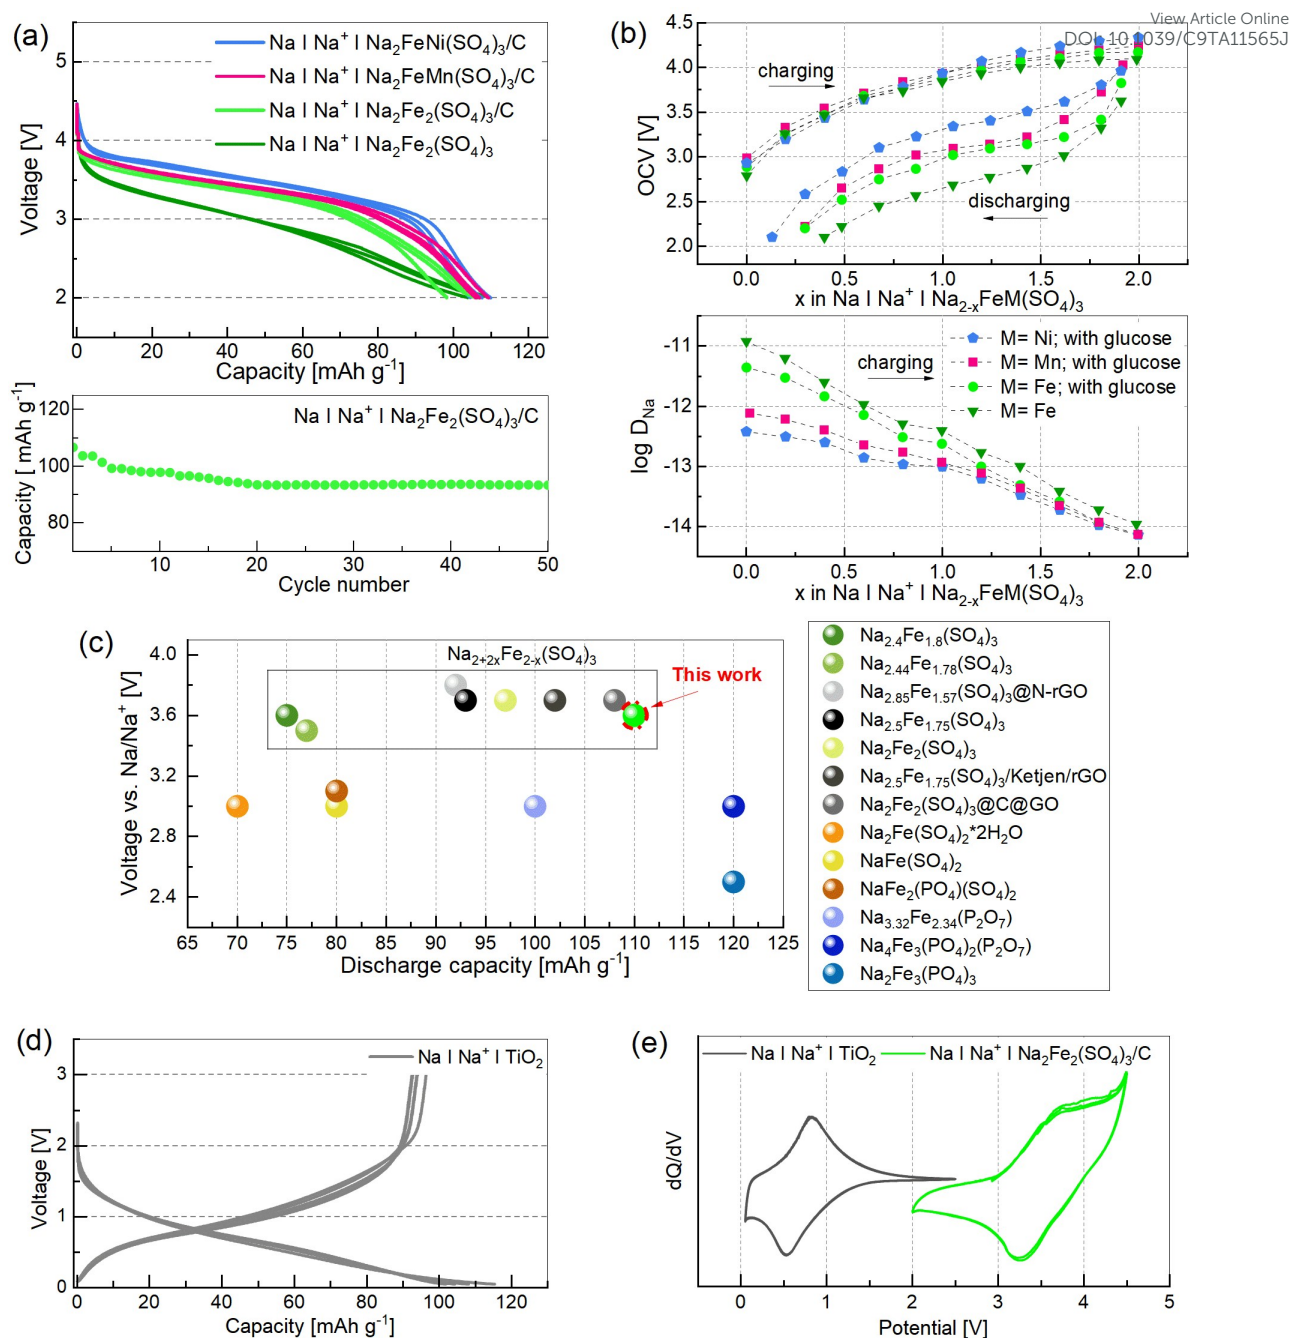 View Article Online
DOI: 10.1039/C9TA11565J
(a)
Na I Na⁺ I Na₂FeNi(SO₄)₃/C
Na I Na⁺ I Na₂FeMn(SO₄)₃/C
Na I Na⁺ I Na₂Fe₂(SO₄)₃/C
Na I Na⁺ I Na₂Fe₂(SO₄)₃
Voltage [V]
5
4
3
2
0 20 40 60 80 100 120
Capacity [mAh g⁻¹]
Na I Na⁺ I Na₂Fe₂(SO₄)₃/C
Capacity [ mAh g⁻¹]
120
100
80
10 20 30 40 50
Cycle number
(b)
charging
discharging
OCV [V]
4.5
4.0
3.5
3.0
2.5
2.0
0.0 0.5 1.0 1.5 2.0
x in Na I Na⁺ I Na₂₋ₓFeM(SO₄)₃
M= Ni; with glucose
M= Mn; with glucose
M= Fe; with glucose
M= Fe
charging
log D_Na
-11
-12
-13
-14
0.0 0.5 1.0 1.5 2.0
x in Na I Na⁺ I Na₂₋ₓFeM(SO₄)₃
(c)
Na₂₊₂ₓFe₂₋ₓ(SO₄)₃
This work
Voltage vs. Na/Na⁺ [V]
4.0
3.6
3.2
2.8
2.4
65 70 75 80 85 90 95 100 105 110 115 120 125
Discharge capacity [mAh g⁻¹]
Na₂.₄Fe₁.₈(SO₄)₃
Na₂.₄₄Fe₁.₇₈(SO₄)₃
Na₂.₈₅Fe₁.₅₇(SO₄)₃@N-rGO
Na₂.₅Fe₁.₇₅(SO₄)₃
Na₂Fe₂(SO₄)₃
Na₂.₅Fe₁.₇₅(SO₄)₃/Ketjen/rGO
Na₂Fe₂(SO₄)₃@C@GO
Na₂Fe(SO₄)₂*2H₂O
NaFe(SO₄)₂
NaFe₂(PO₄)(SO₄)₂
Na₃.₃₂Fe₂.₃₄(P₂O₇)
Na₄Fe₃(PO₄)₂(P₂O₇)
Na₂Fe₃(PO₄)₃
(d)
Na I Na⁺ I TiO₂
Voltage [V]
3
2
1
0
0 20 40 60 80 100 120
Capacity [mAh g⁻¹]
(e)
Na I Na⁺ I TiO₂
Na I Na⁺ I Na₂Fe₂(SO₄)₃/C
dQ/dV
0 1 2 3 4 5
Potential [V]